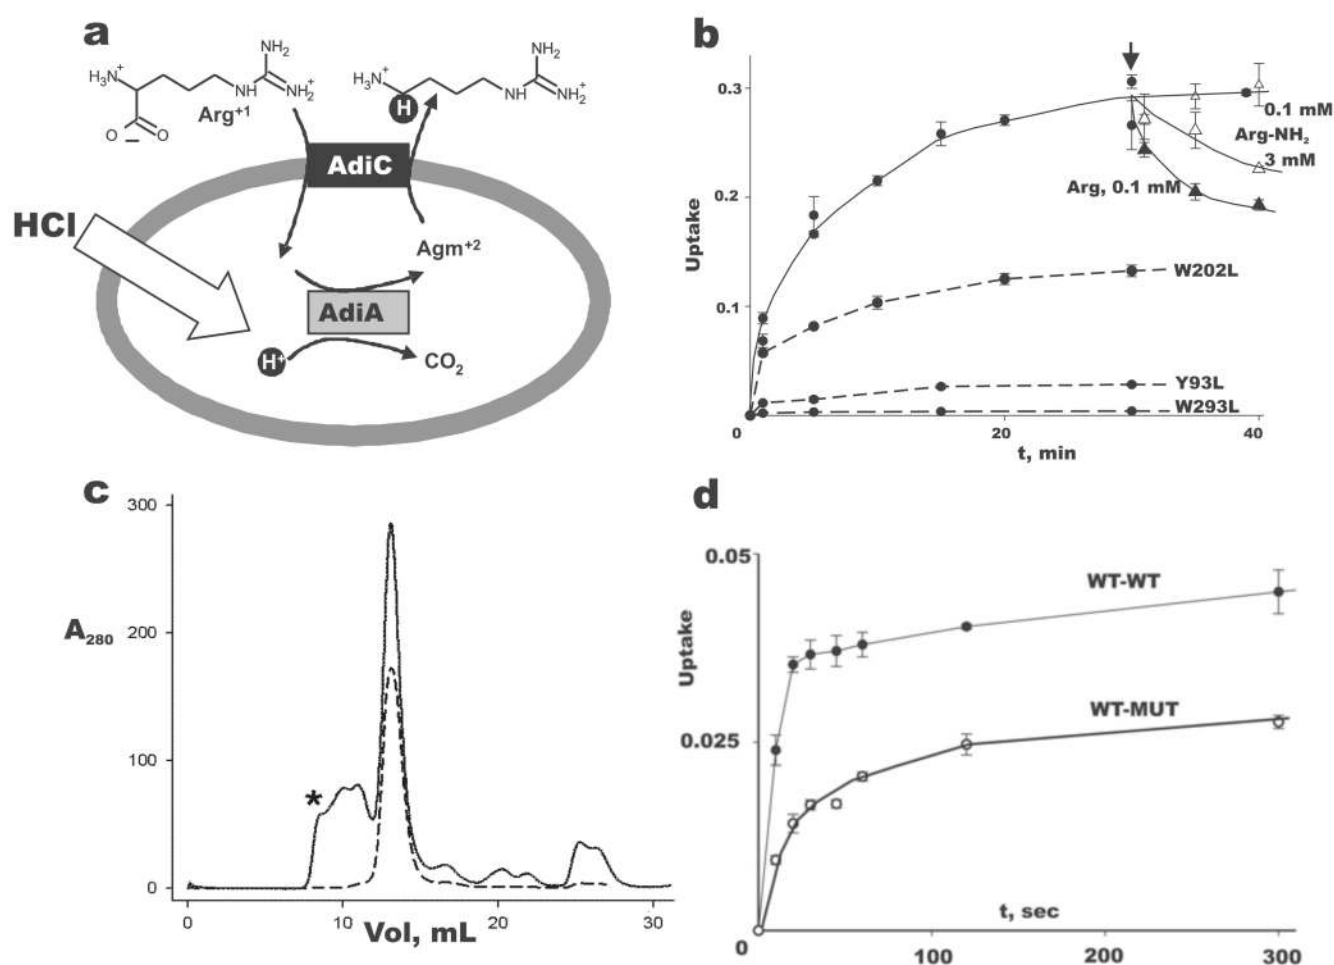 a
H₃N⁺
NH₂
NH
NH₂⁺
O
O
−
Arg⁺¹
H₃N⁺
H
NH₂
NH
NH₂⁺
AdiC
HCl
Agm⁺²
AdiA
H⁺
CO₂
b
Uptake
0.3
0.2
0.1
0
20
40
t, min
0.1 mM
Arg-NH₂
3 mM
Arg, 0.1 mM
W202L
Y93L
W293L
c
A₂₈₀
300
200
100
0
*
0
10
20
30
Vol, mL
d
Uptake
0.05
0.025
0
WT-WT
WT-MUT
t, sec
100
200
300